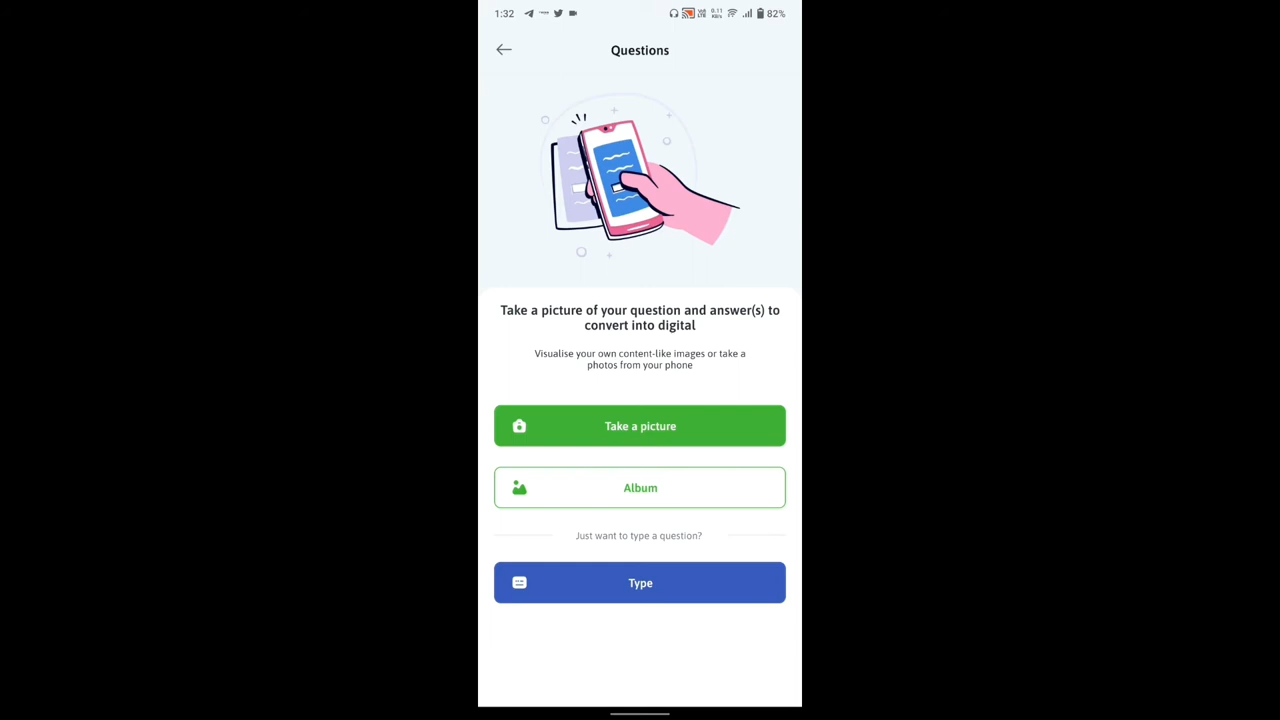 1:32
82%
Questions
Take a picture of your question and answer(s) to
convert into digital
Visualise your own content-like images or take a
photos from your phone
Take a picture
Album
Just want to type a question?
Type